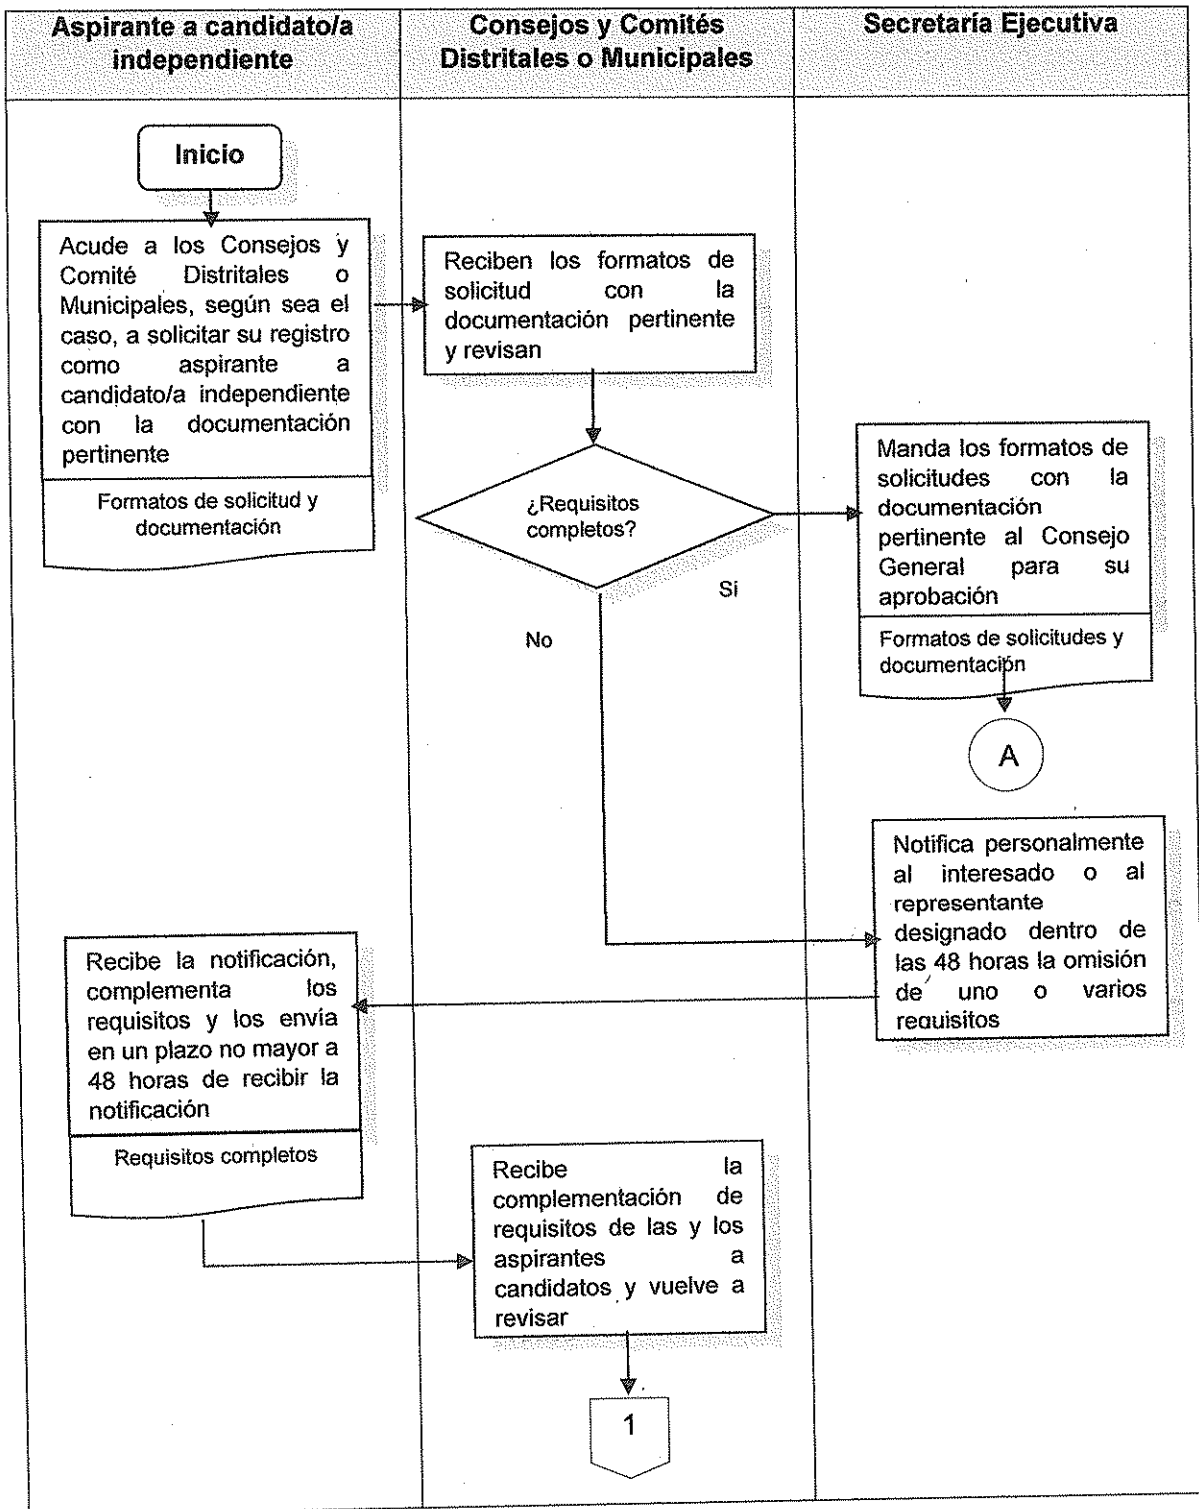 Aspirante a candidato/a
independiente
Consejos y Comités
Distritales o Municipales
Secretaría Ejecutiva
Inicio
Acude a los Consejos y
Comité Distritales o
Municipales, según sea el
caso, a solicitar su registro
como aspirante a
candidato/a independiente
con la documentación
pertinente
Formatos de solicitud y
documentación
Reciben los formatos de
solicitud con la
documentación pertinente
y revisan
¿Requisitos
completos?
Si
No
Manda los formatos de
solicitudes con la
documentación
pertinente al Consejo
General para su
aprobación
Formatos de solicitudes y
documentación
A
Notifica personalmente
al interesado o al
representante
designado dentro de
las 48 horas la omisión
de uno o varios
requisitos
Recibe la notificación,
complementa los
requisitos y los envía
en un plazo no mayor a
48 horas de recibir la
notificación
Requisitos completos
Recibe la
complementación de
requisitos de las y los
aspirantes a
candidatos y vuelve a
revisar
1